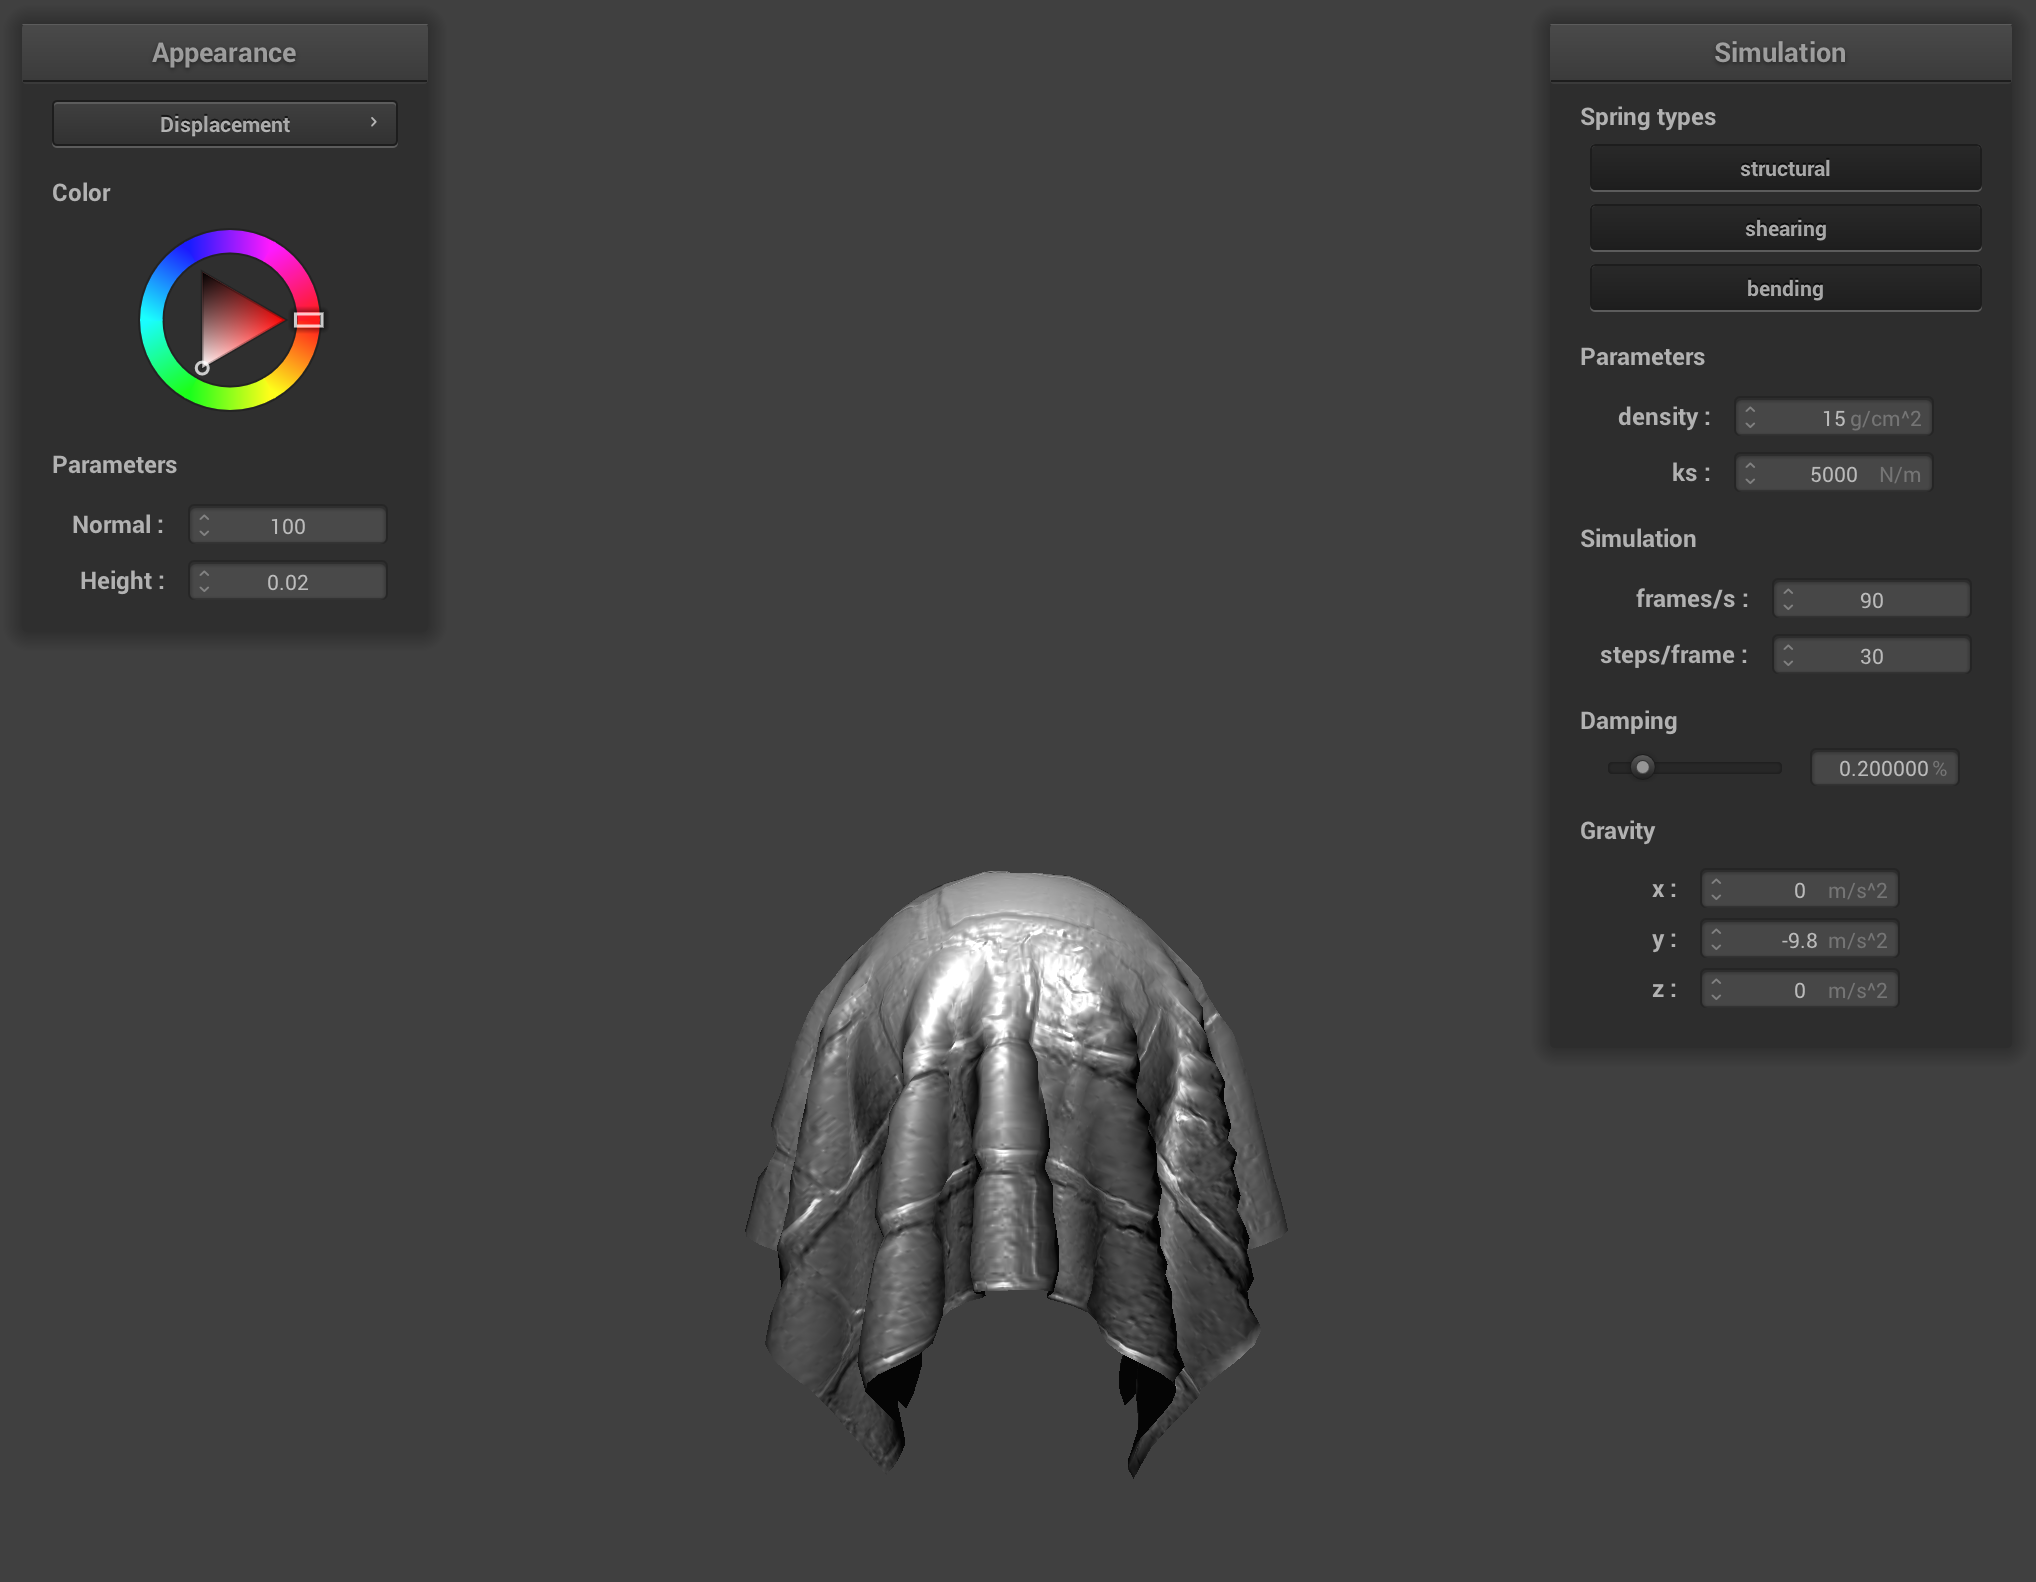 Appearance
Displacement
Color
Parameters
Normal : 100
Height : 0.02
Simulation
Spring types
structural
shearing
bending
Parameters
density : 15 g/cm^2
ks : 5000 N/m
Simulation
frames/s : 90
steps/frame : 30
Damping
0.200000 %
Gravity
x : 0 m/s^2
y : -9.8 m/s^2
z : 0 m/s^2